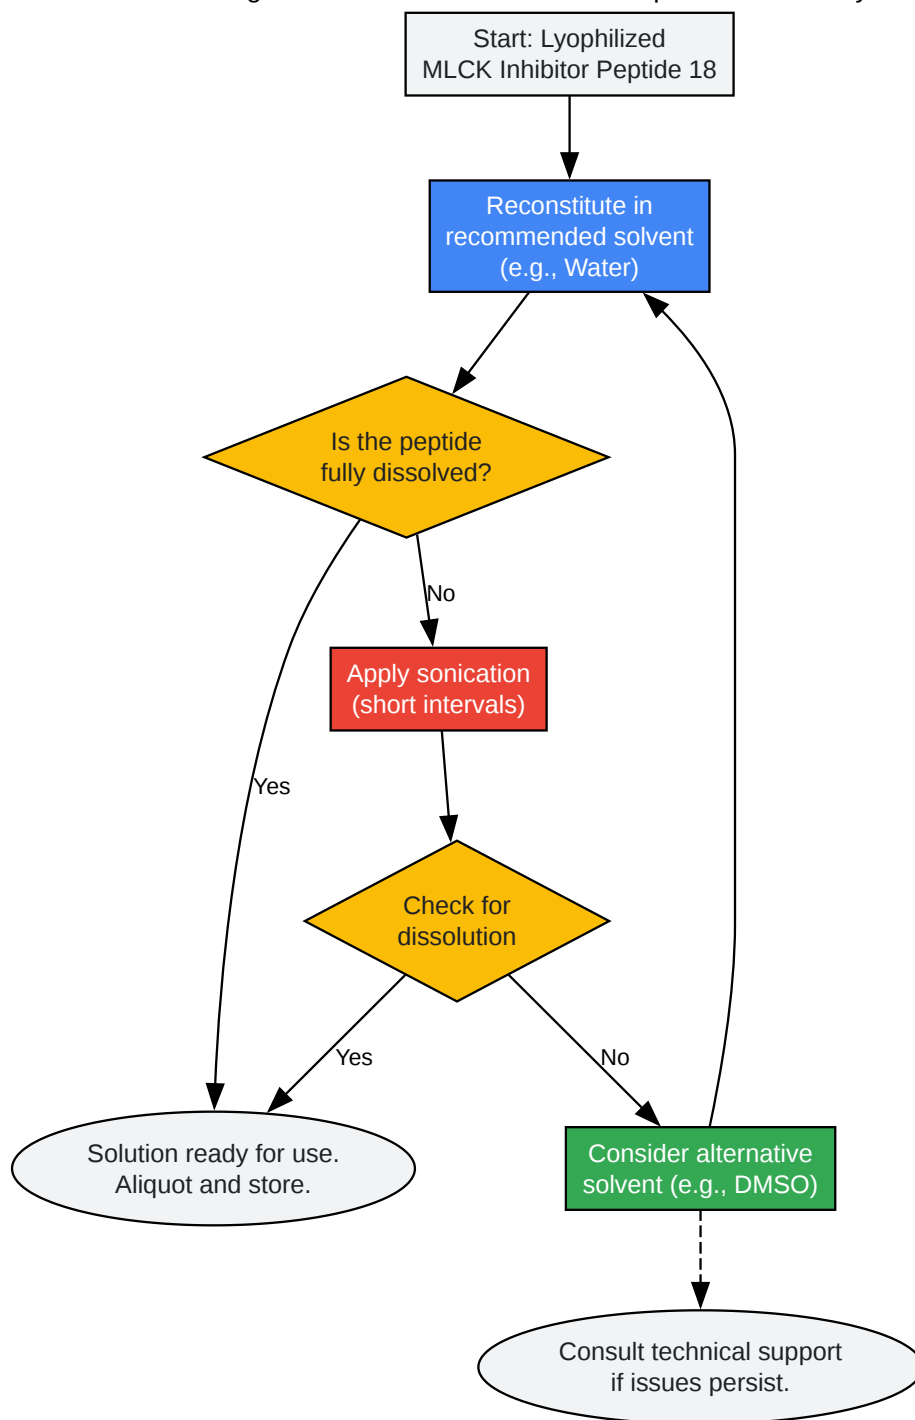 Start: Lyophilized
MLCK Inhibitor Peptide 18
Reconstitute in
recommended solvent
(e.g., Water)
Is the peptide
fully dissolved?
No
Apply sonication
(short intervals)
Yes
Check for
dissolution
Yes
No
Solution ready for use.
Aliquot and store.
Consider alternative
solvent (e.g., DMSO)
Consult technical support
if issues persist.